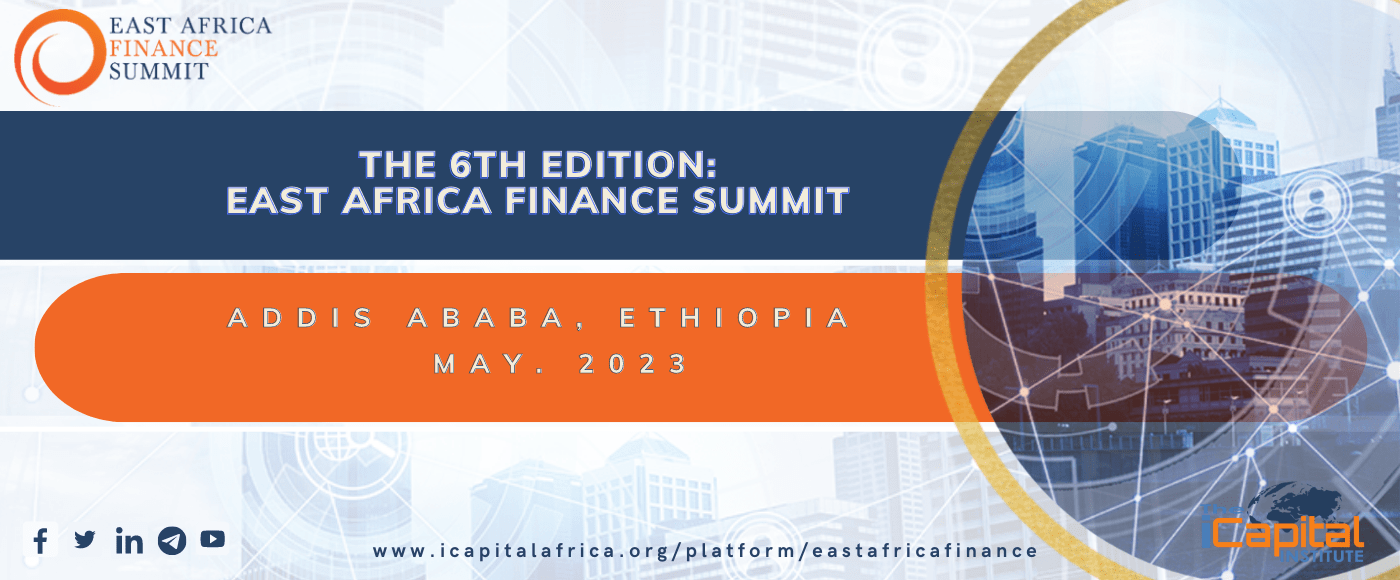 EAST AFRICA
FINANCE
SUMMIT
THE 6TH EDITION:
EAST AFRICA FINANCE SUMMIT
ADDIS ABABA, ETHIOPIA
MAY. 2023
www.icapitalafrica.org/platform/eastafricafinance
Capital